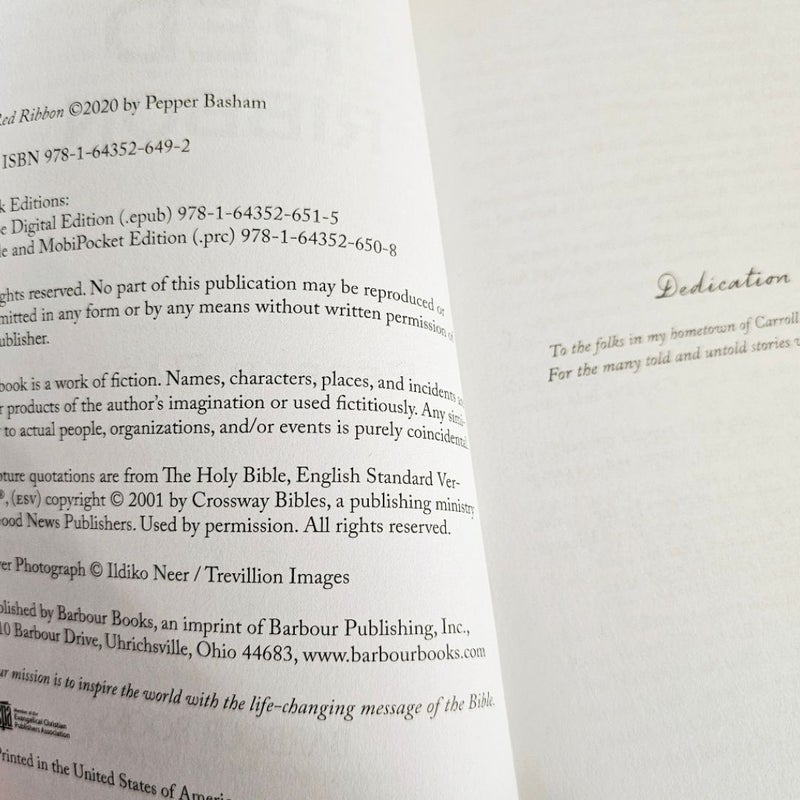 Red Ribbon ©2020 by Pepper Basham
ISBN 978-1-64352-649-2
Editions:
Digital Edition (.epub) 978-1-64352-651-5
and MobiPocket Edition (.prc) 978-1-64352-650-8
reserved. No part of this publication may be reproduced or
in any form or by any means without written permission of
book is a work of fiction. Names, characters, places, and incidents
products of the author's imagination or used fictitiously. Any simi-
to actual people, organizations, and/or events is purely coincidental.
quotations are from The Holy Bible, English Standard Ver-
(ESV) copyright © 2001 by Crossway Bibles, a publishing ministry
Good News Publishers. Used by permission. All rights reserved.
Photograph © Ildiko Neer / Trevillion Images
by Barbour Books, an imprint of Barbour Publishing, Inc.,
Barbour Drive, Uhrichsville, Ohio 44683, www.barbourbooks.com
mission is to inspire the world with the life-changing message of the Bible.
Member of the
Evangelical Christian
Publishers Association
Printed in the United States of
Dedication
To the folks in my hometown of Carroll
For the many told and untold stories